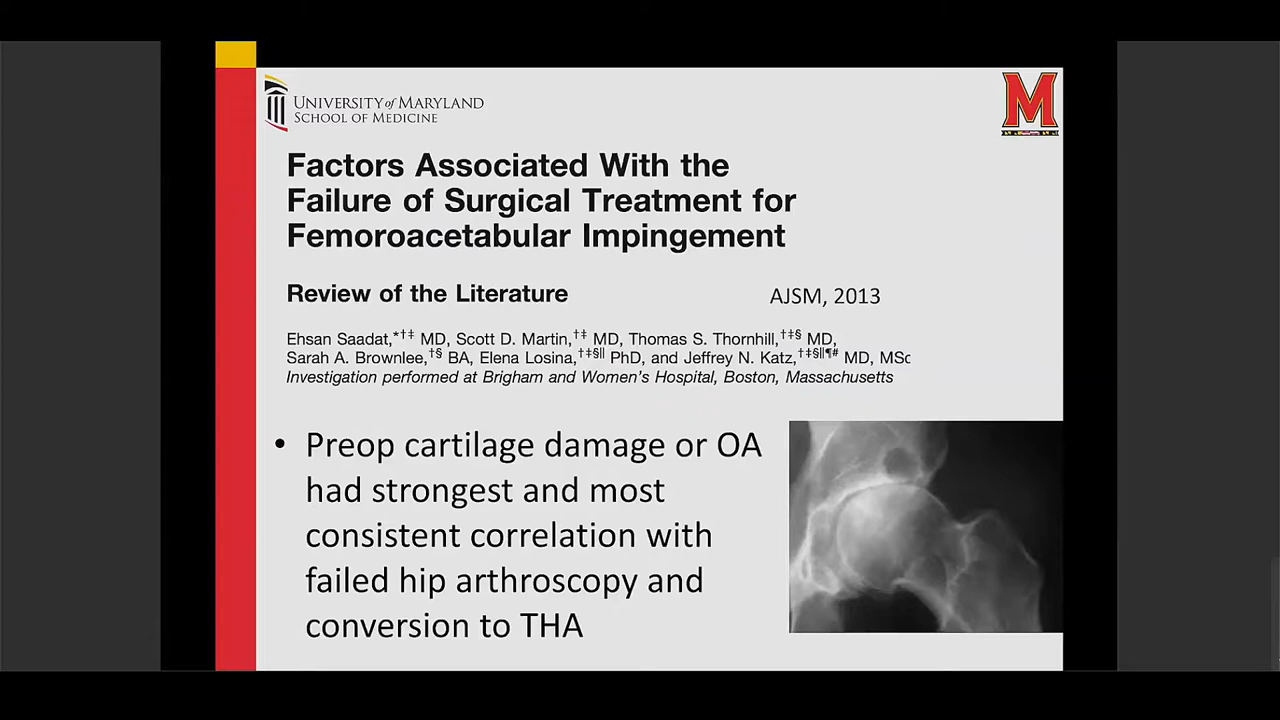 UNIVERSITY of MARYLAND
SCHOOL OF MEDICINE
M
Factors Associated With the
Failure of Surgical Treatment for
Femoroacetabular Impingement
Review of the Literature
AJSM, 2013
Ehsan Saadat,*†‡ MD, Scott D. Martin,†‡ MD, Thomas S. Thornhill,†‡§ MD,
Sarah A. Brownlee,†§ BA, Elena Losina,†‡§|| PhD, and Jeffrey N. Katz,†‡§||¶# MD, MSc
Investigation performed at Brigham and Women's Hospital, Boston, Massachusetts
• Preop cartilage damage or OA
had strongest and most
consistent correlation with
failed hip arthroscopy and
conversion to THA